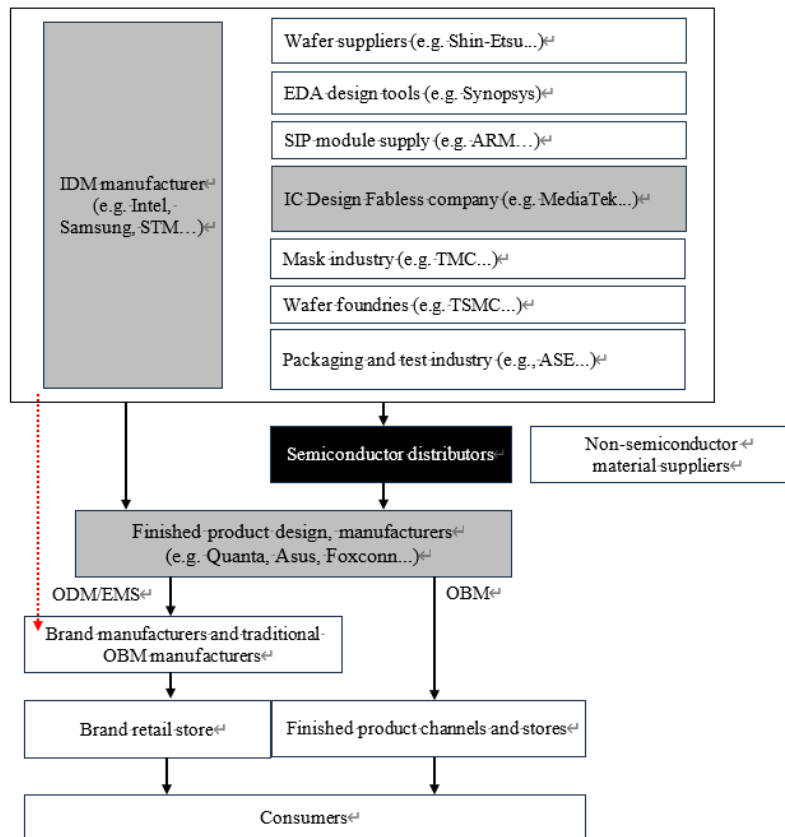 Wafer suppliers (e.g. Shin-Etsu...)
EDA design tools (e.g. Synopsys)
SIP module supply (e.g. ARM…)
IDM manufacturer
(e.g. Intel,
Samsung, STM…)
IC Design Fabless company (e.g. MediaTek...)
Mask industry (e.g. TMC...)
Wafer foundries (e.g. TSMC...)
Packaging and test industry (e.g., ASE...)
Semiconductor distributors
Non-semiconductor
material suppliers
Finished product design, manufacturers
(e.g. Quanta, Asus, Foxconn...)
ODM/EMS
OBM
Brand manufacturers and traditional
OBM manufacturers
Brand retail store
Finished product channels and stores
Consumers